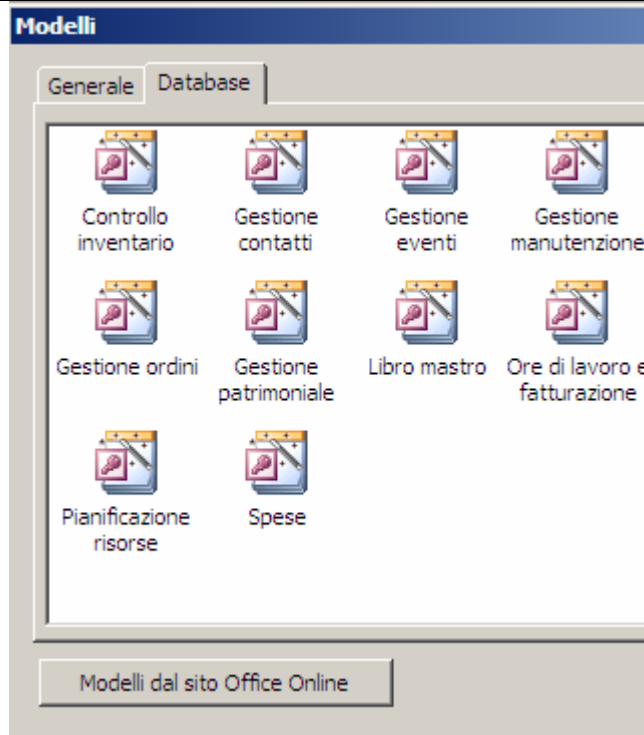 Modelli
Generale Database
Controllo inventario
Gestione contatti
Gestione eventi
Gestione manutenzione
Gestione ordini
Gestione patrimoniale
Libro mastro
Ore di lavoro e fatturazione
Pianificazione risorse
Spese
Modelli dal sito Office Online